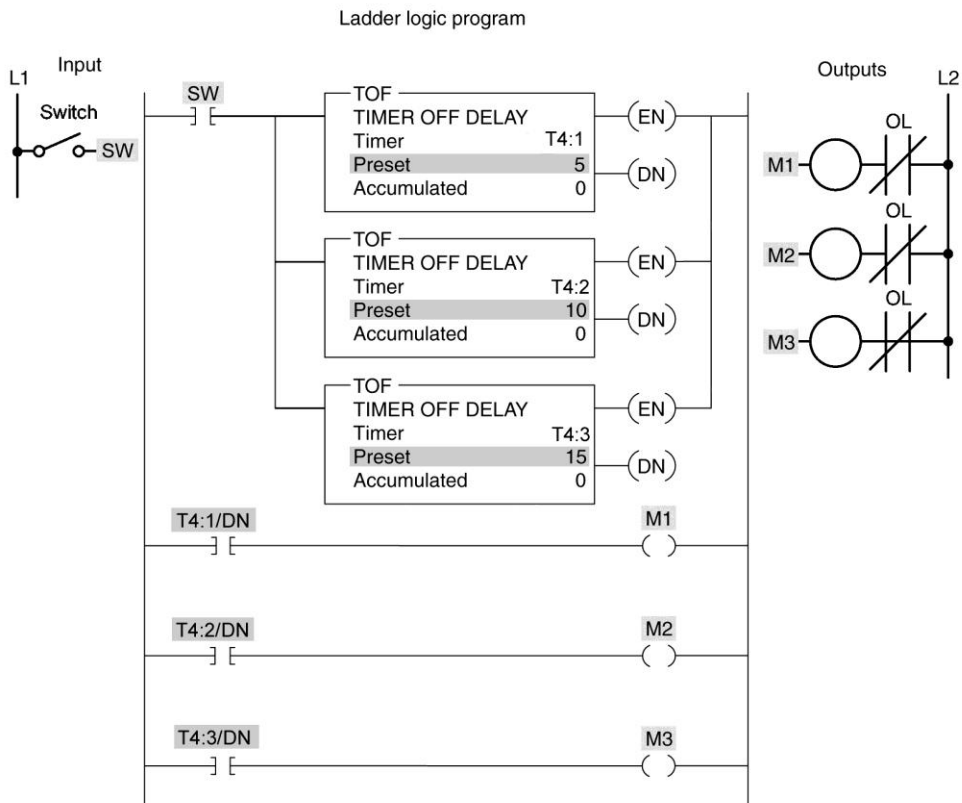 Ladder logic program
L1
Input
Switch
SW
SW
TOF
TIMER OFF DELAY
Timer T4:1
Preset 5
Accumulated 0
EN
DN
TOF
TIMER OFF DELAY
Timer T4:2
Preset 10
Accumulated 0
EN
DN
TOF
TIMER OFF DELAY
Timer T4:3
Preset 15
Accumulated 0
EN
DN
T4:1/DN
M1
T4:2/DN
M2
T4:3/DN
M3
Outputs
L2
OL
M1
OL
M2
OL
M3